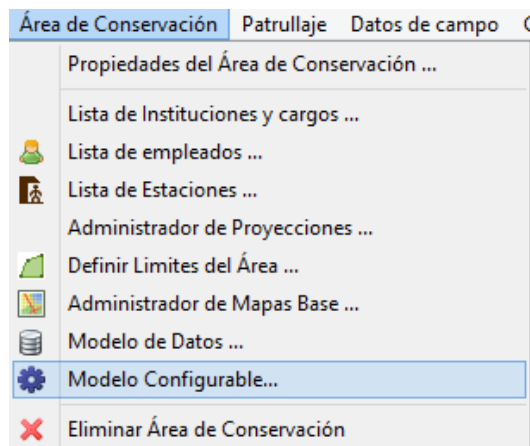 Área de Conservación Patrullaje Datos de campo
Propiedades del Área de Conservación ...
Lista de Instituciones y cargos ...
Lista de empleados ...
Lista de Estaciones ...
Administrador de Proyecciones ...
Definir Limites del Área ...
Administrador de Mapas Base ...
Modelo de Datos ...
Modelo Configurable...
Eliminar Área de Conservación